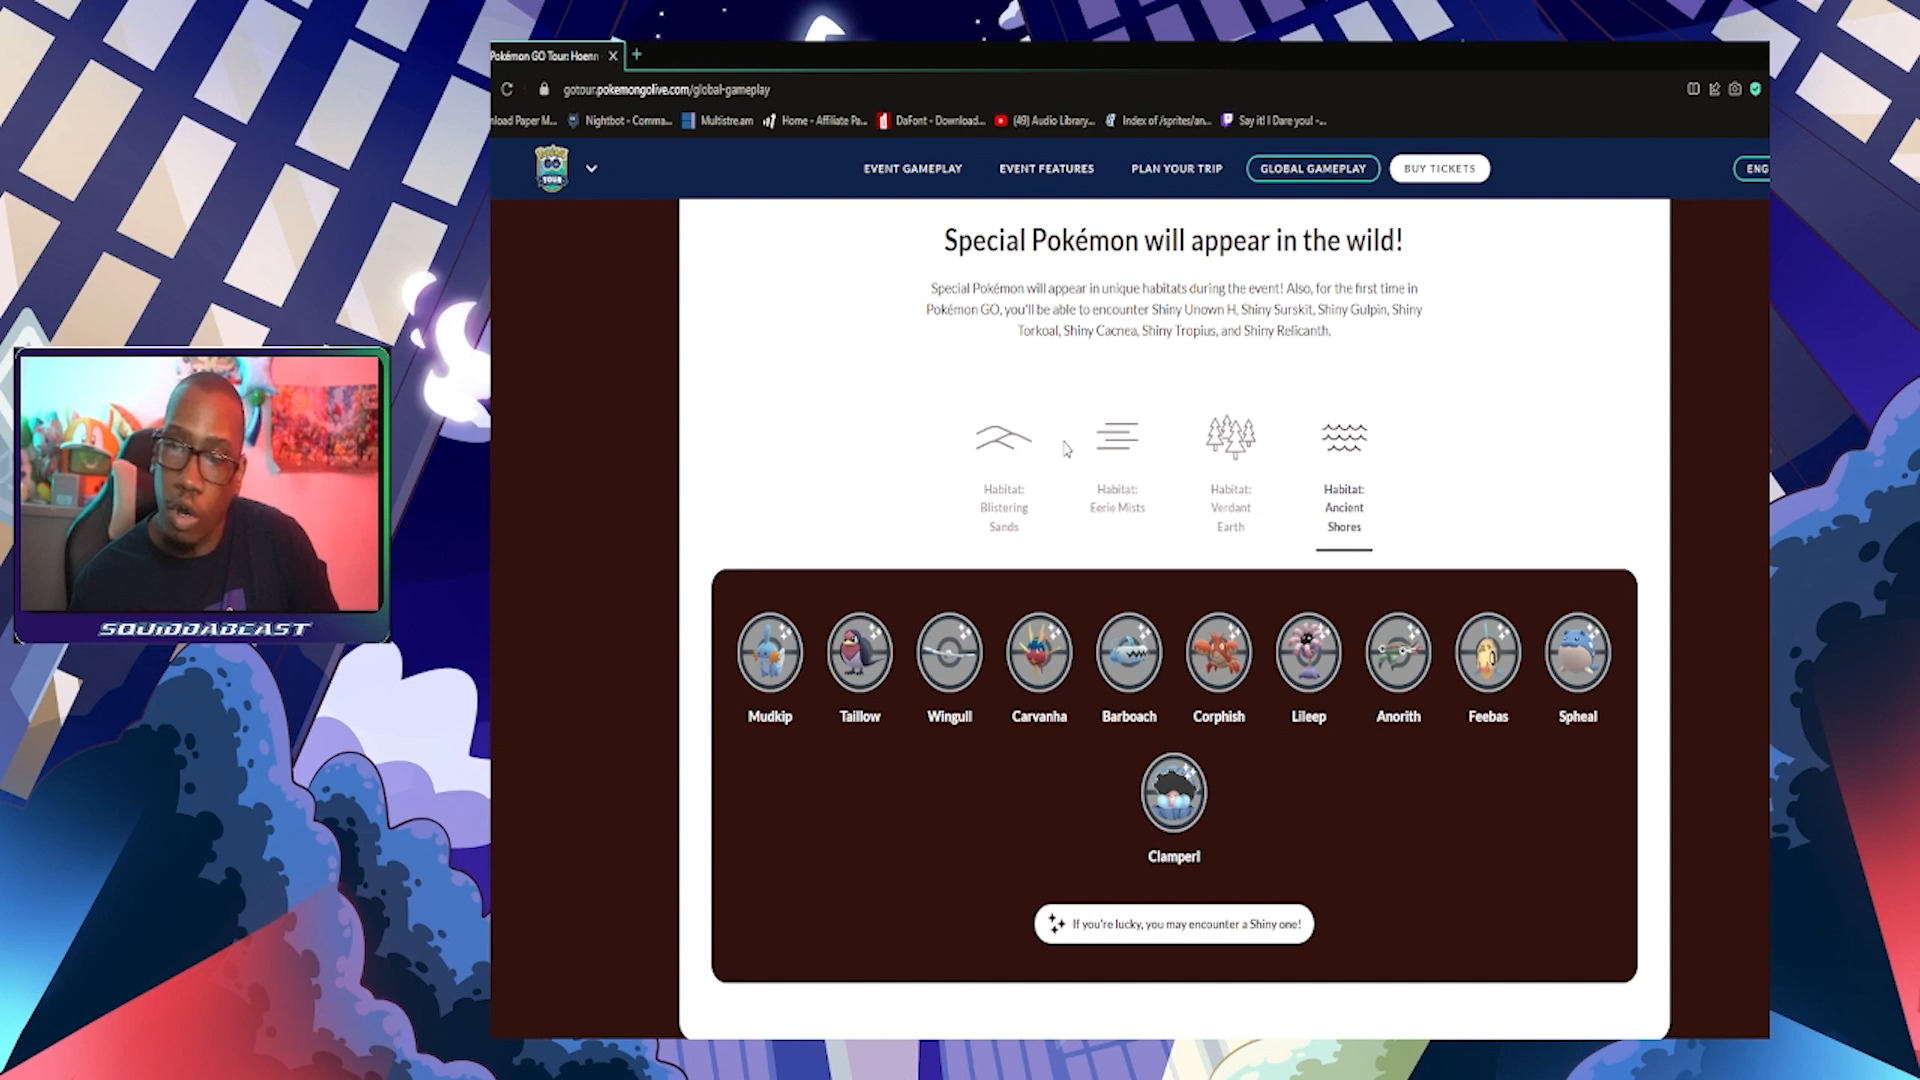 Pokémon GO Tour: Hoenn
gotour.pokemongolive.com/global-gameplay
nload Paper M... Nightbot - Comma... Multistream Home - Affiliate Pa... DaFont - Download... (49) Audio Library... Index of /sprites/an... Say it! I Dare you! -...
TOUR
EVENT GAMEPLAY EVENT FEATURES PLAN YOUR TRIP GLOBAL GAMEPLAY BUY TICKETS ENG
Special Pokémon will appear in the wild!
Special Pokémon will appear in unique habitats during the event! Also, for the first time in
Pokémon GO, you'll be able to encounter Shiny Unown H, Shiny Surskit, Shiny Gulpin, Shiny
Torkoal, Shiny Cacnea, Shiny Tropius, and Shiny Relicanth.
Habitat:
Blistering
Sands
Habitat:
Eerie Mists
Habitat:
Verdant
Earth
Habitat:
Ancient
Shores
Mudkip Taillow Wingull Carvanha Barboach Corphish Lileep Anorith Feebas Spheal
Clamperl
If you're lucky, you may encounter a Shiny one!
SQUIDDABEAST